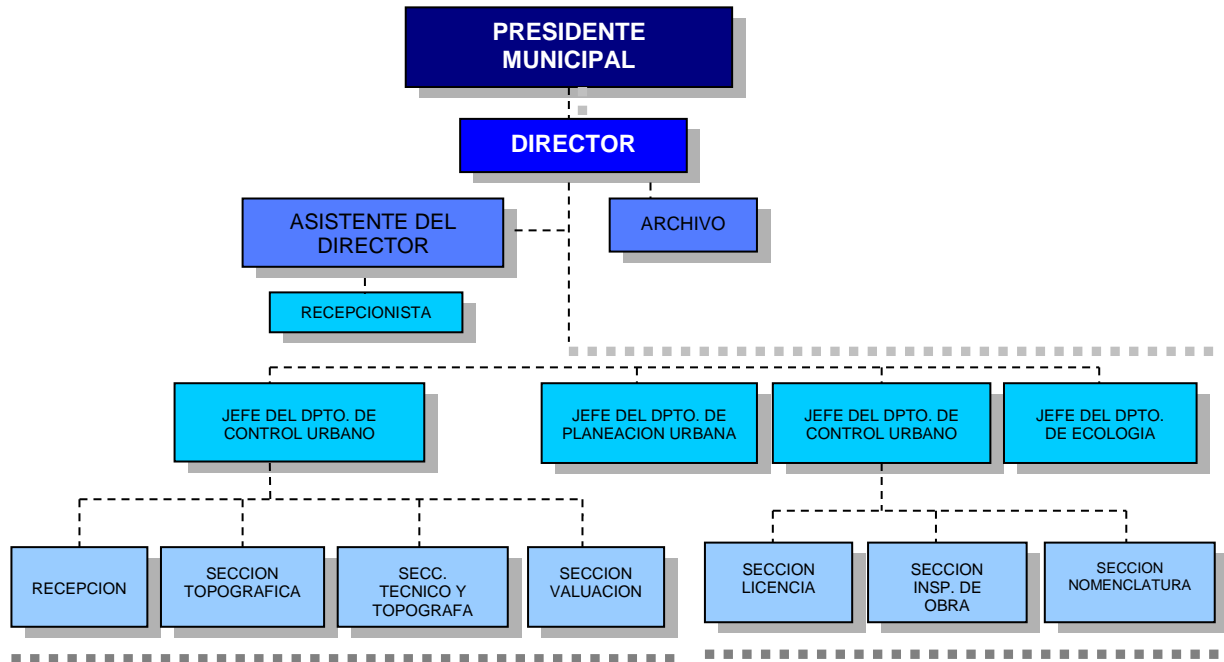 PRESIDENTE
MUNICIPAL
DIRECTOR
ASISTENTE DEL
DIRECTOR
ARCHIVO
RECEPCIONISTA
JEFE DEL DPTO. DE
CONTROL URBANO
JEFE DEL DPTO. DE
PLANEACION URBANA
JEFE DEL DPTO. DE
CONTROL URBANO
JEFE DEL DPTO.
DE ECOLOGIA
RECEPCION
SECCION
TOPOGRAFICA
SECC.
TECNICO Y
TOPOGRAFA
SECCION
VALUACION
SECCION
LICENCIA
SECCION
INSP. DE
OBRA
SECCION
NOMENCLATURA